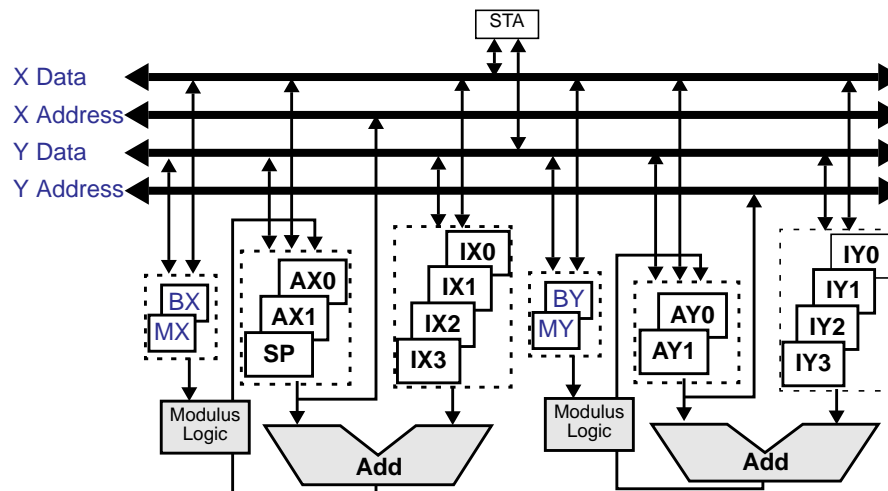 STA
X Data
X Address
Y Data
Y Address
BX
MX
AX0
AX1
SP
IX0
IX1
IX2
IX3
BY
MY
AY0
AY1
IY0
IY1
IY2
IY3
Modulus
Logic
Add
Modulus
Logic
Add